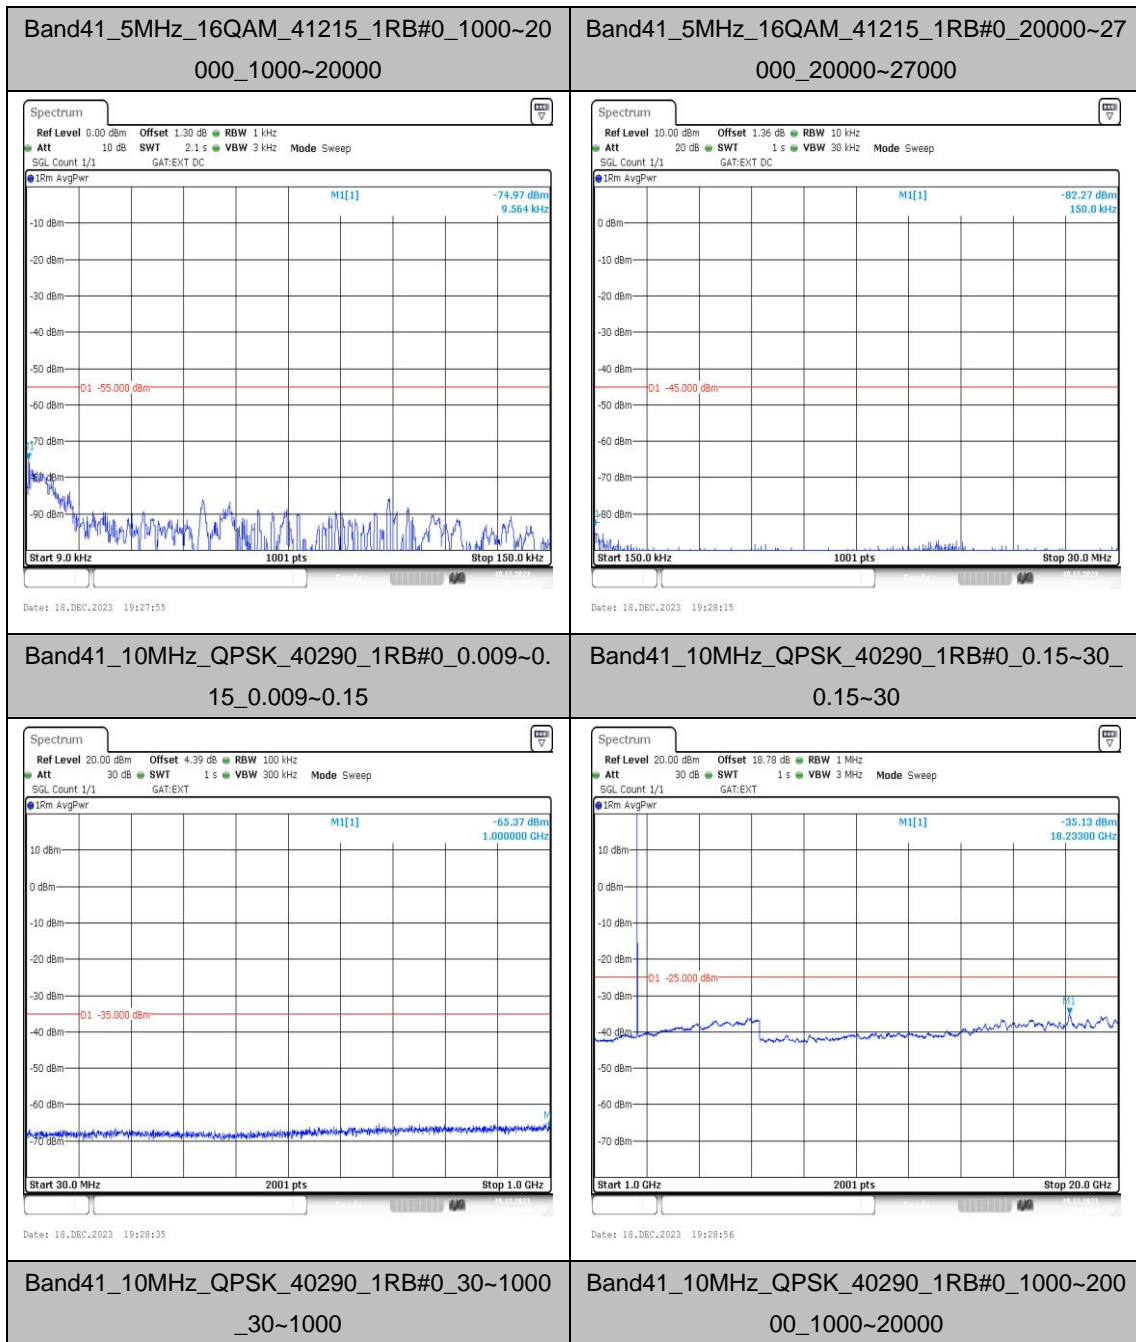 Band41_5MHz_16QAM_41215_1RB#0_1000~20
000_1000~20000
Band41_5MHz_16QAM_41215_1RB#0_20000~27
000_20000~27000
Spectrum
Ref Level 0.00 dBm Offset 1.30 dB RBW 1 kHz
Att 10 dB SWT 2.1 s VBW 3 kHz Mode Sweep
SGL Count 1/1 GAT:EXT DC
1Rm AvgPwr
M1[1] -74.97 dBm
9.564 kHz
-10 dBm
-20 dBm
-30 dBm
-40 dBm
-50 dBm
D1 -55.000 dBm
-60 dBm
-70 dBm
-80 dBm
-90 dBm
Start 9.0 kHz 1001 pts Stop 150.0 kHz
Date: 18.DEC.2023 19:27:55
Spectrum
Ref Level 10.00 dBm Offset 1.36 dB RBW 10 kHz
Att 20 dB SWT 1 s VBW 30 kHz Mode Sweep
SGL Count 1/1 GAT:EXT DC
1Rm AvgPwr
M1[1] -82.27 dBm
150.0 kHz
0 dBm
-10 dBm
-20 dBm
-30 dBm
-40 dBm
D1 -45.000 dBm
-50 dBm
-60 dBm
-70 dBm
-80 dBm
Start 150.0 kHz 1001 pts Stop 30.0 MHz
Date: 18.DEC.2023 19:28:15
Band41_10MHz_QPSK_40290_1RB#0_0.009~0.
15_0.009~0.15
Band41_10MHz_QPSK_40290_1RB#0_0.15~30_
0.15~30
Spectrum
Ref Level 20.00 dBm Offset 4.39 dB RBW 100 kHz
Att 30 dB SWT 1 s VBW 300 kHz Mode Sweep
SGL Count 1/1 GAT:EXT
1Rm AvgPwr
M1[1] -65.37 dBm
1.000000 GHz
10 dBm
0 dBm
-10 dBm
-20 dBm
-30 dBm
D1 -35.000 dBm
-40 dBm
-50 dBm
-60 dBm
-70 dBm
Start 30.0 MHz 2001 pts Stop 1.0 GHz
Date: 18.DEC.2023 19:28:35
Spectrum
Ref Level 20.00 dBm Offset 18.78 dB RBW 1 MHz
Att 30 dB SWT 1 s VBW 3 MHz Mode Sweep
SGL Count 1/1 GAT:EXT
1Rm AvgPwr
M1[1] -35.13 dBm
18.23300 GHz
10 dBm
0 dBm
-10 dBm
-20 dBm
D1 -25.000 dBm
-30 dBm
M1
-40 dBm
-50 dBm
-60 dBm
-70 dBm
Start 1.0 GHz 2001 pts Stop 20.0 GHz
Date: 18.DEC.2023 19:28:56
Band41_10MHz_QPSK_40290_1RB#0_30~1000
_30~1000
Band41_10MHz_QPSK_40290_1RB#0_1000~200
00_1000~20000